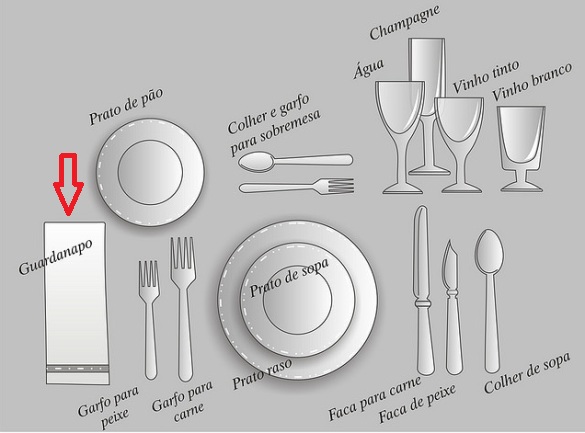 Champagne
Água
Vinho tinto
Vinho branco
Prato de pão
Colher e garfo
para sobremesa
Guardanapo
Prato de sopa
Prato raso
Garfo para
peixe
Garfo para
carne
Faca para carne
Faca de peixe
Colher de sopa